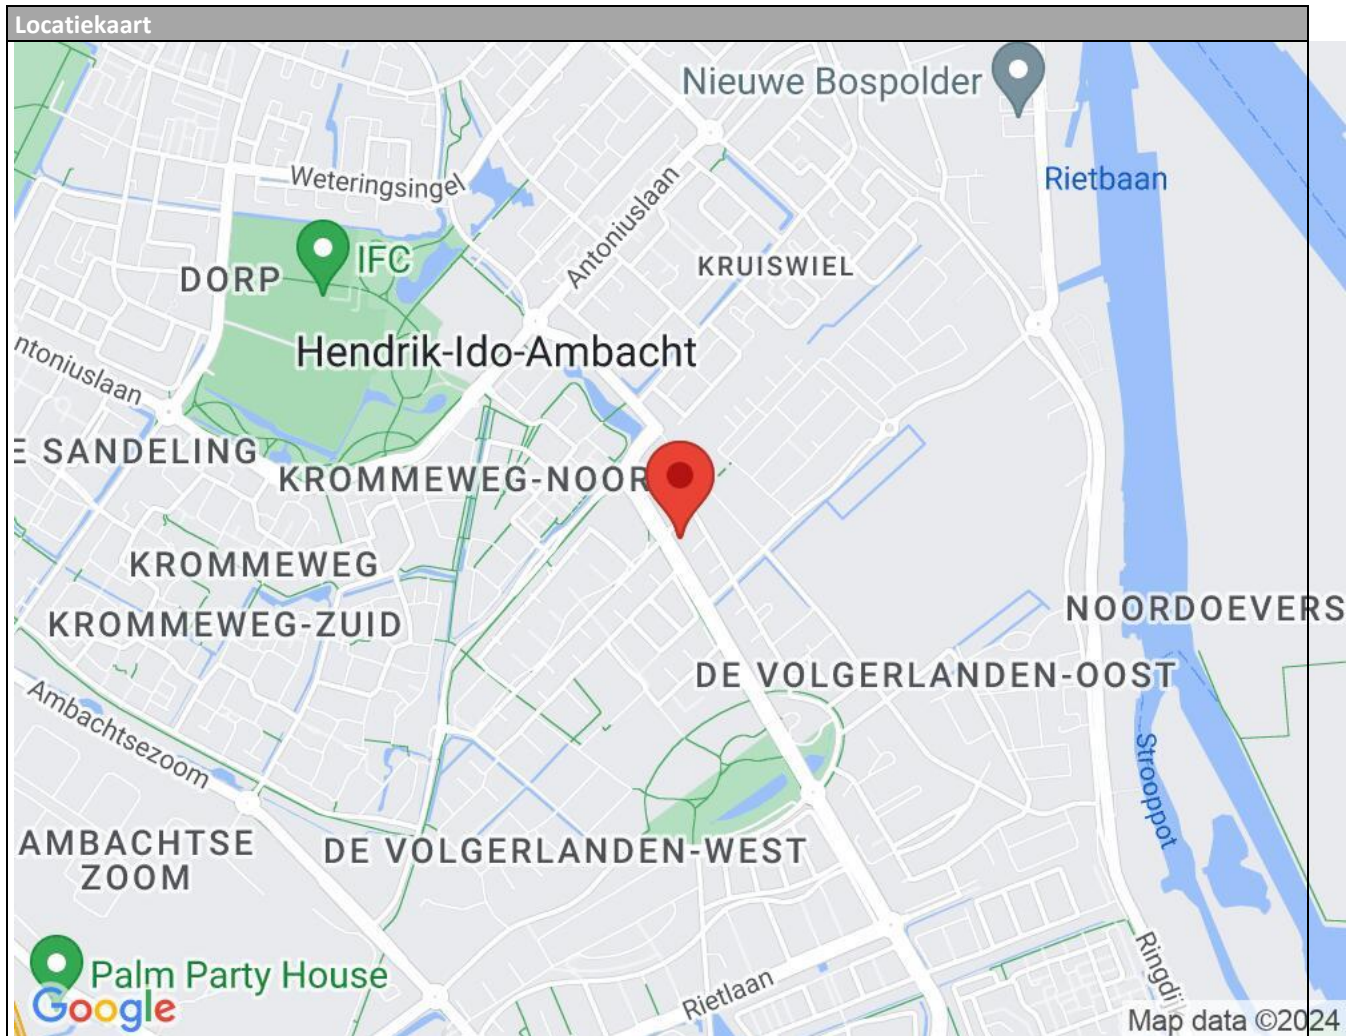 Locatiekaart
Nieuwe Bospolder
Rietbaan
Weteringsingel
Antoniuslaan
IFC
KRUISWIEL
DORP
Hendrik-Ido-Ambacht
ntoniuslaan
E SANDELING
KROMMEWEG-NOOR
KROMMEWEG
NOORDOEVERS
KROMMEWEG-ZUID
DE VOLGERLANDEN-OOST
Ambachtsezoom
Strooppot
AMBACHTSE
ZOOM
DE VOLGERLANDEN-WEST
Palm Party House
Rietlaan
Ringdij
Google
Map data ©2024